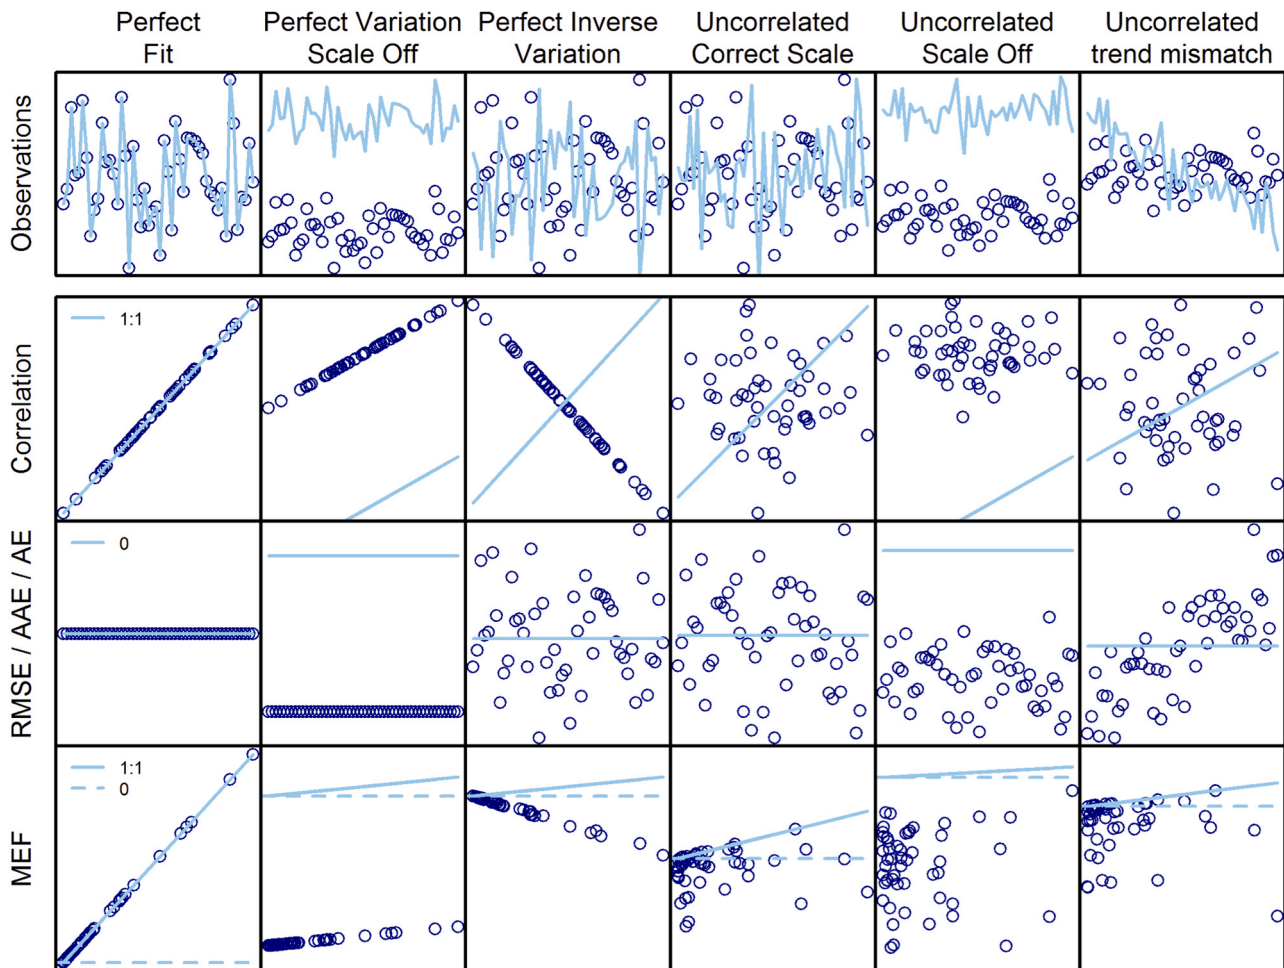 Perfect
Fit
Perfect Variation
Scale Off
Perfect Inverse
Variation
Uncorrelated
Correct Scale
Uncorrelated
Scale Off
Uncorrelated
trend mismatch
Observations
Correlation
1:1
RMSE / AAE / AE
0
MEF
1:1
0